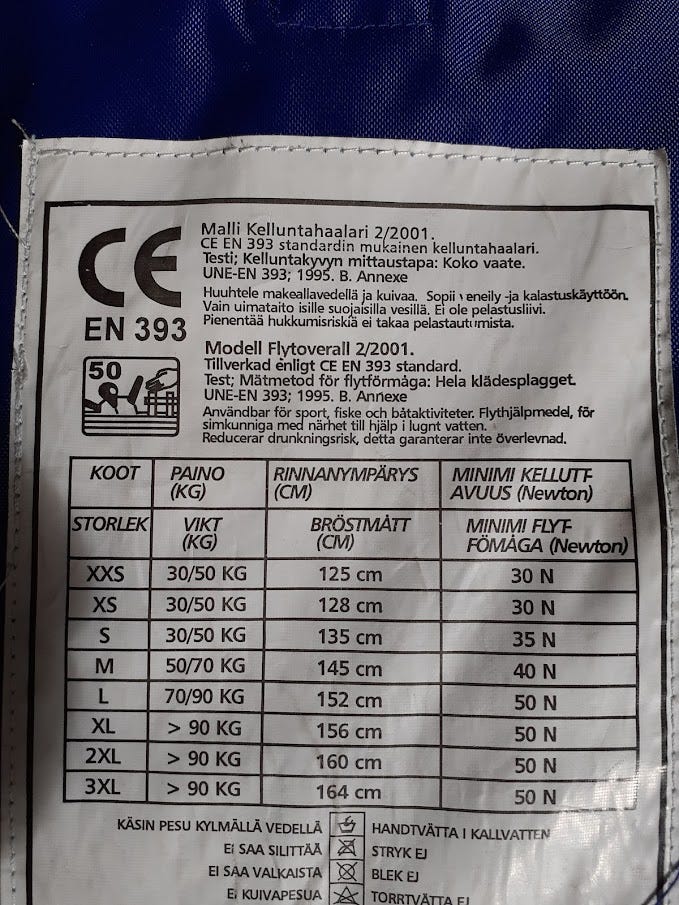 CE
EN 393
Malli Kelluntahaalari 2/2001.
CE EN 393 standardin mukainen kelluntahaalari.
Testi; Kelluntakyvyn mittaustapa: Koko vaate.
UNE-EN 393; 1995. B. Annexe
Huuhtele makeallavedellä ja kuivaa. Sopii veneily -ja kalastuskäyttöön.
Vain uimataito isille suojaisilla vesillä. Ei ole pelastusliivi.
Pienentää hukkumisriskiä ei takaa pelastautumista.
50
Modell Flytoverall 2/2001.
Tillverkad enligt CE EN 393 standard.
Test; Mätmetod för flytförmåga: Hela klädesplagget.
UNE-EN 393; 1995. B. Annexe
Användbar för sport, fiske och båtaktiviteter. Flythjälpmedel, för
simkunniga med närhet till hjälp i lugnt vatten.
Reducerar drunkningsrisk, detta garanterar inte överlevnad.
KOOT PAINO (KG) RINNANYMPÄRYS (CM) MINIMI KELLUTT-AVUUS (Newton)
STORLEK VIKT (KG) BRÖSTMÅTT (CM) MINIMI FLYT-FÖMÅGA (Newton)
XXS 30/50 KG 125 cm 30 N
XS 30/50 KG 128 cm 30 N
S 30/50 KG 135 cm 35 N
M 50/70 KG 145 cm 40 N
L 70/90 KG 152 cm 50 N
XL > 90 KG 156 cm 50 N
2XL > 90 KG 160 cm 50 N
3XL > 90 KG 164 cm 50 N
KÄSIN PESU KYLMÄLLÄ VEDELLÄ HANDTVÄTTA I KALLVATTEN
EI SAA SILITTÄÄ STRYK EJ
EI SAA VALKAISTA BLEK EJ
EI KUIVAPESUA TORRTVÄTTA EJ